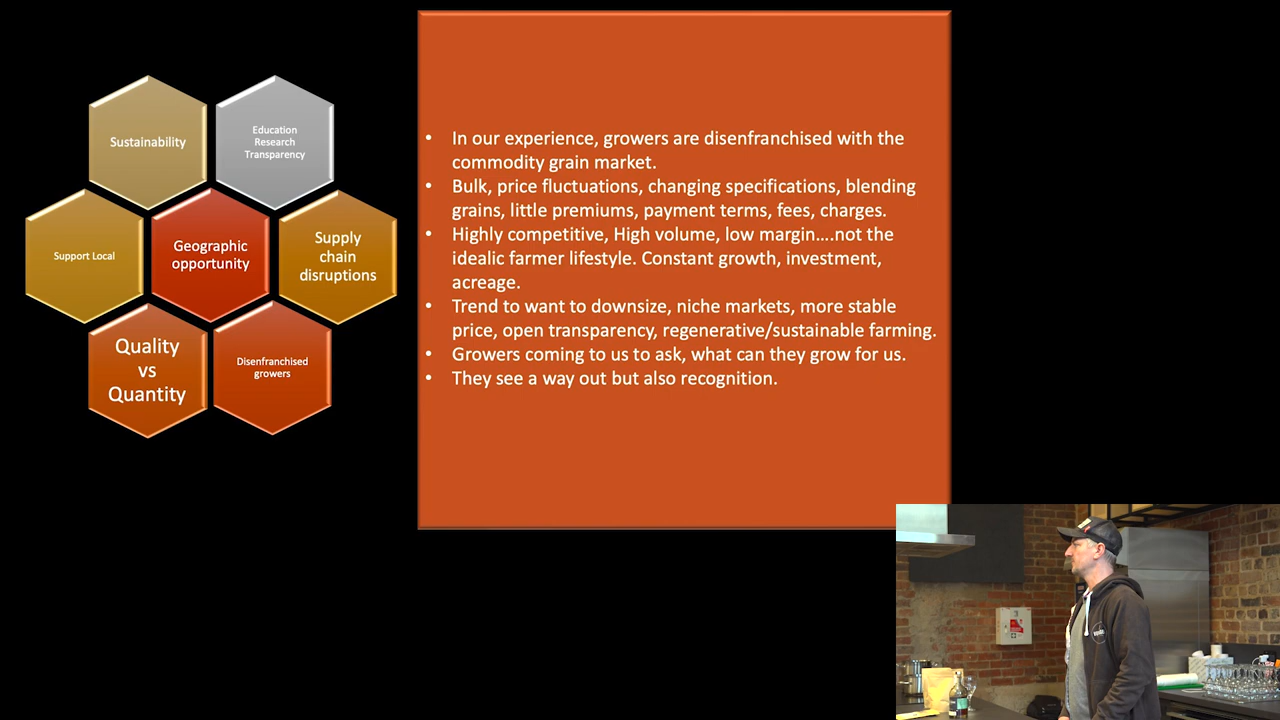 Sustainability
Education
Research
Transparency
Support Local
Geographic
opportunity
Supply
chain
disruptions
Quality
vs
Quantity
Disenfranchised
growers
• In our experience, growers are disenfranchised with the
commodity grain market.
• Bulk, price fluctuations, changing specifications, blending
grains, little premiums, payment terms, fees, charges.
• Highly competitive, High volume, low margin....not the
idealic farmer lifestyle. Constant growth, investment,
acreage.
• Trend to want to downsize, niche markets, more stable
price, open transparency, regenerative/sustainable farming.
• Growers coming to us to ask, what can they grow for us.
• They see a way out but also recognition.